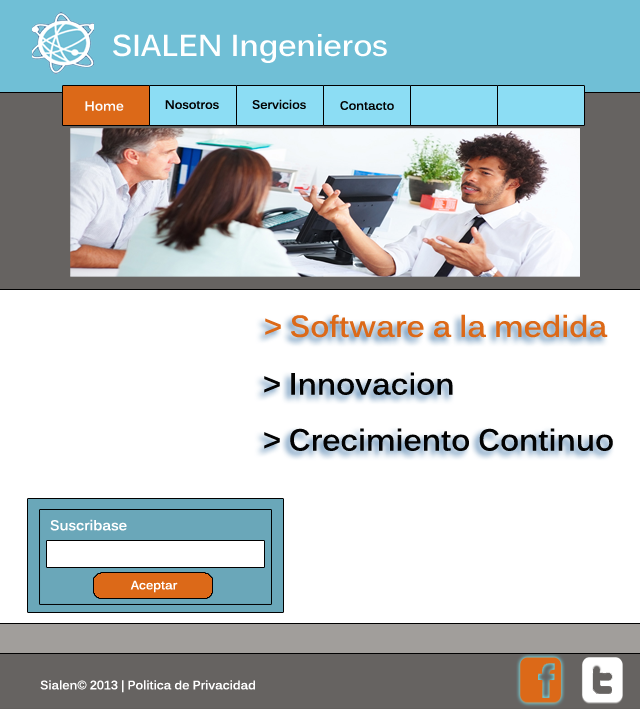 SIALEN Ingenieros
Home Nosotros Servicios Contacto
> Software a la medida
> Innovacion
> Crecimiento Continuo
Suscribase
Aceptar
Sialen© 2013 | Politica de Privacidad